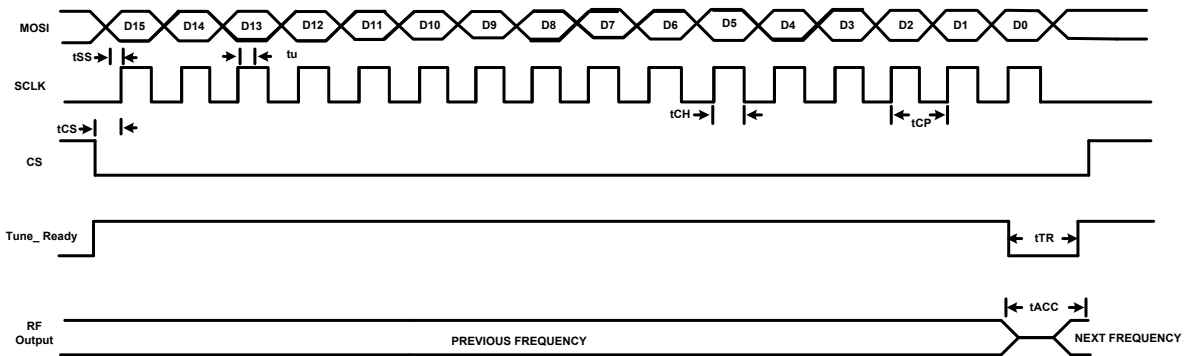 MOSI
D15 D14 D13 D12 D11 D10 D9 D8 D7 D6 D5 D4 D3 D2 D1 D0
tSS tu
SCLK
tCS tCH tCP
CS
Tune_ Ready
tTR
tACC
RF
Output
PREVIOUS FREQUENCY
NEXT FREQUENCY